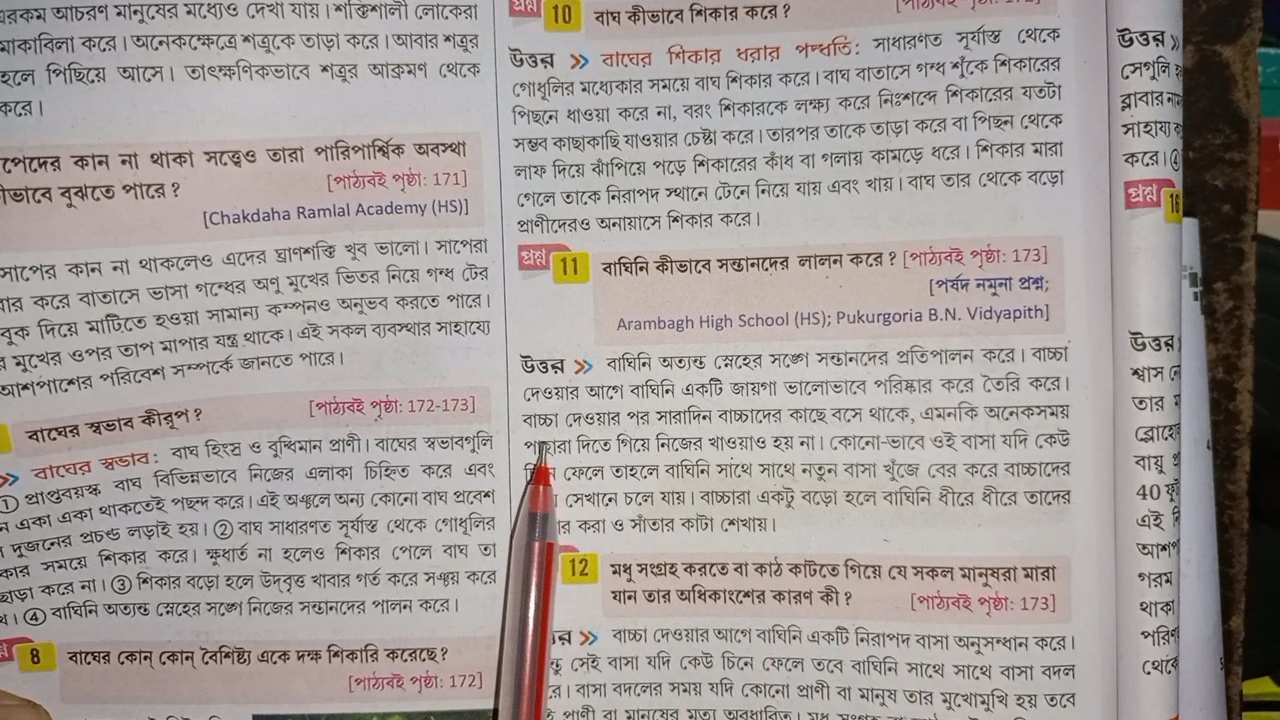 আচরণ মানুষের মধ্যেও দেখা যায়। শক্তিশালী লোকেরা
মোকাবিলা করে। অনেকক্ষেত্রে শত্রুকে তাড়া করে। আবার শত্রুর
হলে পিছিয়ে আসে। তাৎক্ষণিকভাবে শত্রুর আক্রমণ থেকে
করে।
কান না থাকা সত্ত্বেও তারা পারিপার্শ্বিক অবস্থা
বুঝতে পারে? [পাঠ্যবই পৃষ্ঠা: 171]
[Chakdaha Ramlal Academy (HS)]
সাপের কান না থাকলেও এদের ঘ্রাণশক্তি খুব ভালো। সাপেরা
করে বাতাসে ভাসা গন্ধের অণু মুখের ভিতর নিয়ে গন্ধ টের
বুক দিয়ে মাটিতে হওয়া সামান্য কম্পনও অনুভব করতে পারে।
মুখের ওপর তাপ মাপার যন্ত্র থাকে। এই সকল ব্যবস্থার সাহায্যে
আশপাশের পরিবেশ সম্পর্কে জানতে পারে।
বাঘের স্বভাব কীরূপ? [পাঠ্যবই পৃষ্ঠা: 172-173]
» বাঘের স্বভাব: বাঘ হিংস্র ও বুদ্ধিমান প্রাণী। বাঘের স্বভাবগুলি
① প্রাপ্তবয়স্ক বাঘ বিভিন্নভাবে নিজের এলাকা চিহ্নিত করে এবং
একা একা থাকতেই পছন্দ করে। এই অঞ্চলে অন্য কোনো বাঘ প্রবেশ
দুজনের প্রচণ্ড লড়াই হয়। ② বাঘ সাধারণত সূর্যাস্ত থেকে গোধূলির
সময়ে শিকার করে। ক্ষুধার্ত না হলেও শিকার পেলে বাঘ তা
করে না। ③ শিকার বড়ো হলে উদ্‌বৃত্ত খাবার গর্ত করে সঞ্চয় করে
④ বাঘিনি অত্যন্ত স্নেহের সঙ্গে নিজের সন্তানদের পালন করে।
8 বাঘের কোন্ কোন্ বৈশিষ্ট্য একে দক্ষ শিকারি করেছে?
[পাঠ্যবই পৃষ্ঠা: 172]
প্রশ্ন 10 বাঘ কীভাবে শিকার করে?
উত্তর » বাঘের শিকার ধরার পদ্ধতি: সাধারণত সূর্যাস্ত থেকে
গোধূলির মধ্যেকার সময়ে বাঘ শিকার করে। বাঘ বাতাসে গন্ধ শুঁকে শিকারের
পিছনে ধাওয়া করে না, বরং শিকারকে লক্ষ্য করে নিঃশব্দে শিকারের যতটা
সম্ভব কাছাকাছি যাওয়ার চেষ্টা করে। তারপর তাকে তাড়া করে বা পিছন থেকে
লাফ দিয়ে ঝাঁপিয়ে পড়ে শিকারের কাঁধ বা গলায় কামড়ে ধরে। শিকার মারা
গেলে তাকে নিরাপদ স্থানে টেনে নিয়ে যায় এবং খায়। বাঘ তার থেকে বড়ো
প্রাণীদেরও অনায়াসে শিকার করে।
প্রশ্ন 11 বাঘিনি কীভাবে সন্তানদের লালন করে? [পাঠ্যবই পৃষ্ঠা: 173]
[পর্ষদ নমুনা প্রশ্ন;
Arambagh High School (HS); Pukurgoria B.N. Vidyapith]
উত্তর » বাঘিনি অত্যন্ত স্নেহের সঙ্গে সন্তানদের প্রতিপালন করে। বাচ্চা
দেওয়ার আগে বাঘিনি একটি জায়গা ভালোভাবে পরিষ্কার করে তৈরি করে।
বাচ্চা দেওয়ার পর সারাদিন বাচ্চাদের কাছে বসে থাকে, এমনকি অনেকসময়
পাহারা দিতে গিয়ে নিজের খাওয়াও হয় না। কোনো-ভাবে ওই বাসা যদি কেউ
ফেলে তাহলে বাঘিনি সাথে সাথে নতুন বাসা খুঁজে বের করে বাচ্চাদের
সেখানে চলে যায়। বাচ্চারা একটু বড়ো হলে বাঘিনি ধীরে ধীরে তাদের
করা ও সাঁতার কাটা শেখায়।
12 মধু সংগ্রহ করতে বা কাঠ কাটতে গিয়ে যে সকল মানুষরা মারা
যান তার অধিকাংশের কারণ কী? [পাঠ্যবই পৃষ্ঠা: 173]
» বাচ্চা দেওয়ার আগে বাঘিনি একটি নিরাপদ বাসা অনুসন্ধান করে।
সেই বাসা যদি কেউ চিনে ফেলে তবে বাঘিনি সাথে সাথে বাসা বদল
বাসা বদলের সময় যদি কোনো প্রাণী বা মানুষ তার মুখোমুখি হয় তবে
প্রাণী বা মানুষের মৃত্যু অবধারিত।
উত্তর »
সেগুলি
সাহায্য
করে। ④
প্রশ্ন 16
উত্তর
শ্বাস
তার
বায়ু
40 ফুট
এই
গরম
থাকা
থেকে